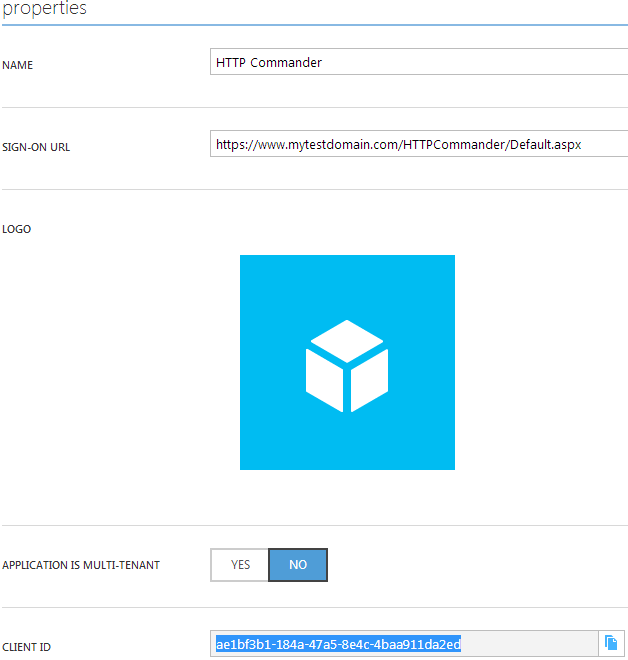 properties
NAME
HTTP Commander
SIGN-ON URL
https://www.mytestdomain.com/HTTPCommander/Default.aspx
LOGO
APPLICATION IS MULTI-TENANT
YES NO
CLIENT ID
ae1bf3b1-184a-47a5-8e4c-4baa911da2ed